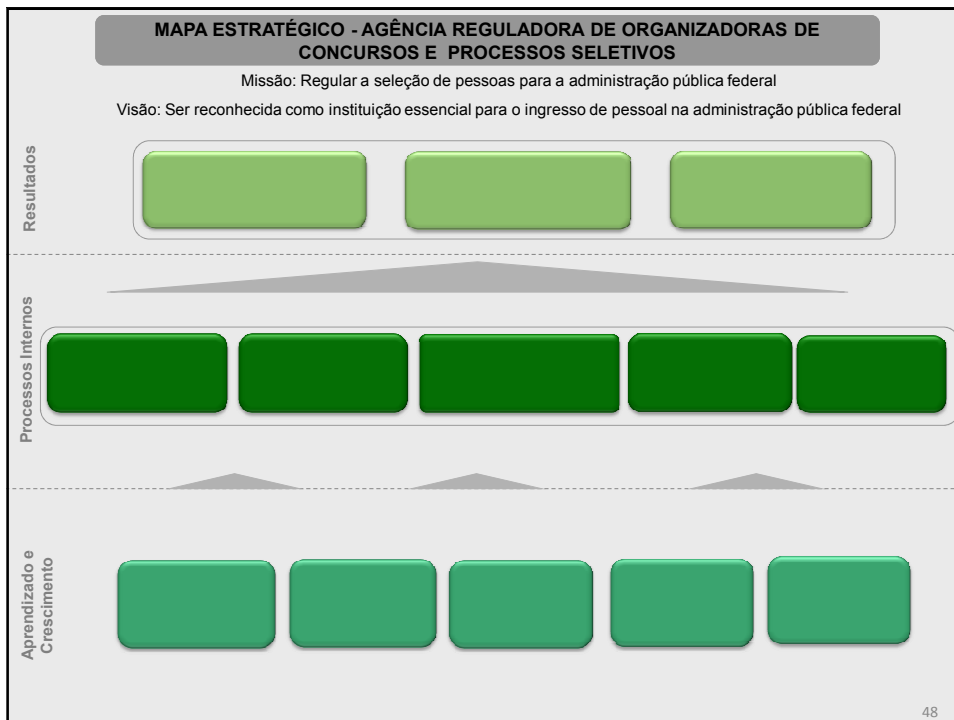 MAPA ESTRATÉGICO - AGÊNCIA REGULADORA DE ORGANIZADORAS DE
CONCURSOS E PROCESSOS SELETIVOS
Missão: Regular a seleção de pessoas para a administração pública federal
Visão: Ser reconhecida como instituição essencial para o ingresso de pessoal na administração pública federal
Resultados
Processos Internos
Aprendizado e
Crescimento
48